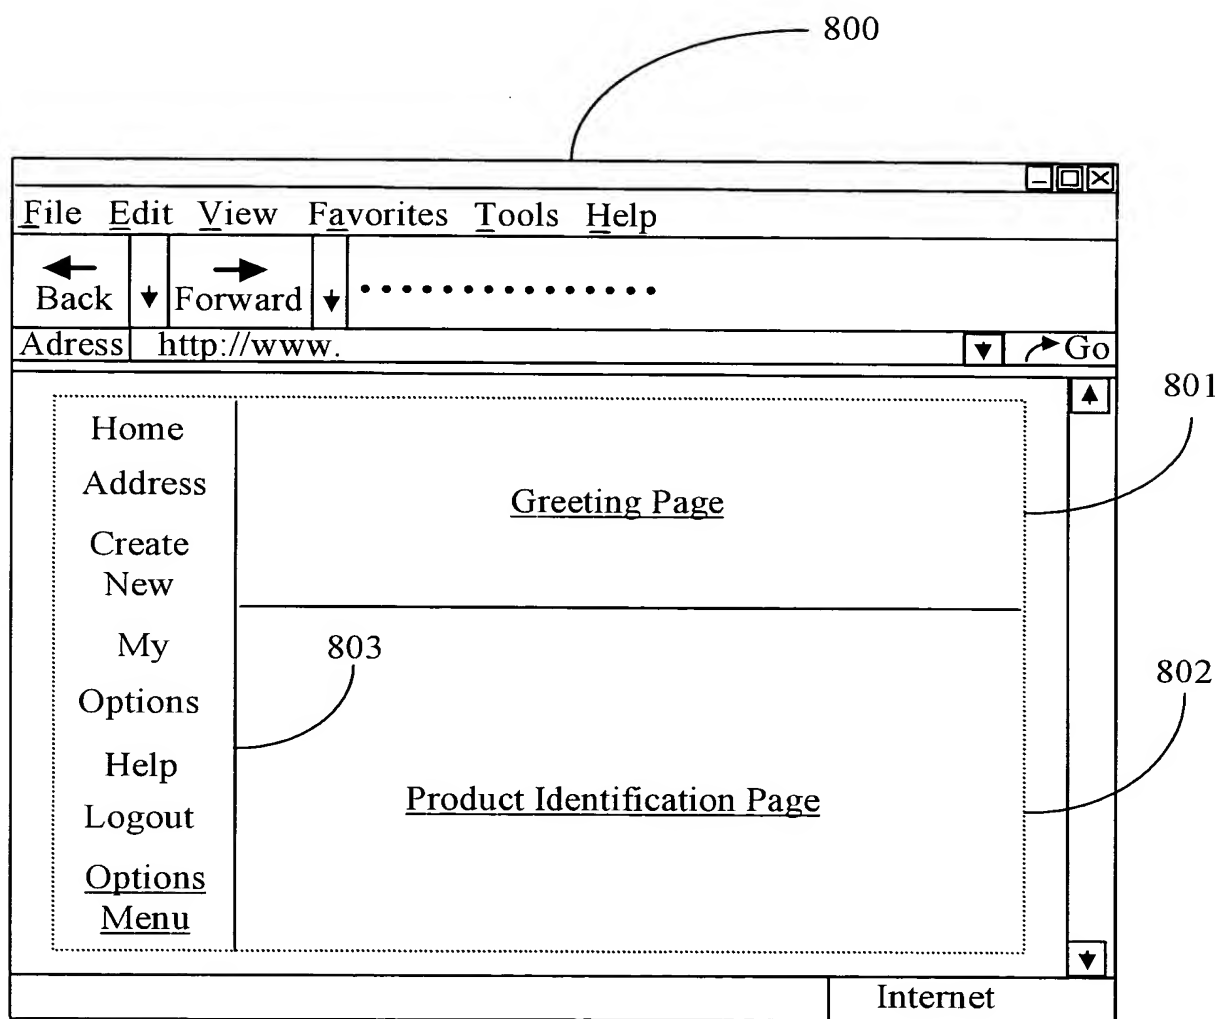 800
File Edit View Favorites Tools Help
Back Forward
Adress http://www. Go
801
Home
Address
Greeting Page
Create
New
My
803
802
Options
Help
Product Identification Page
Logout
Options
Menu
Internet